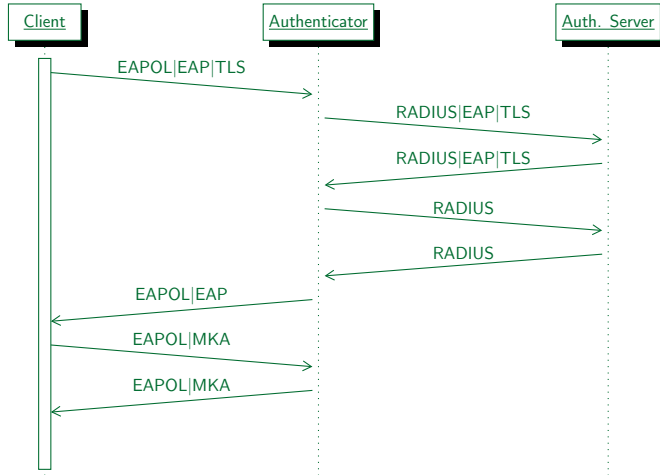 Client
Authenticator
Auth. Server
EAPOL|EAP|TLS
RADIUS|EAP|TLS
RADIUS|EAP|TLS
RADIUS
RADIUS
EAPOL|EAP
EAPOL|MKA
EAPOL|MKA